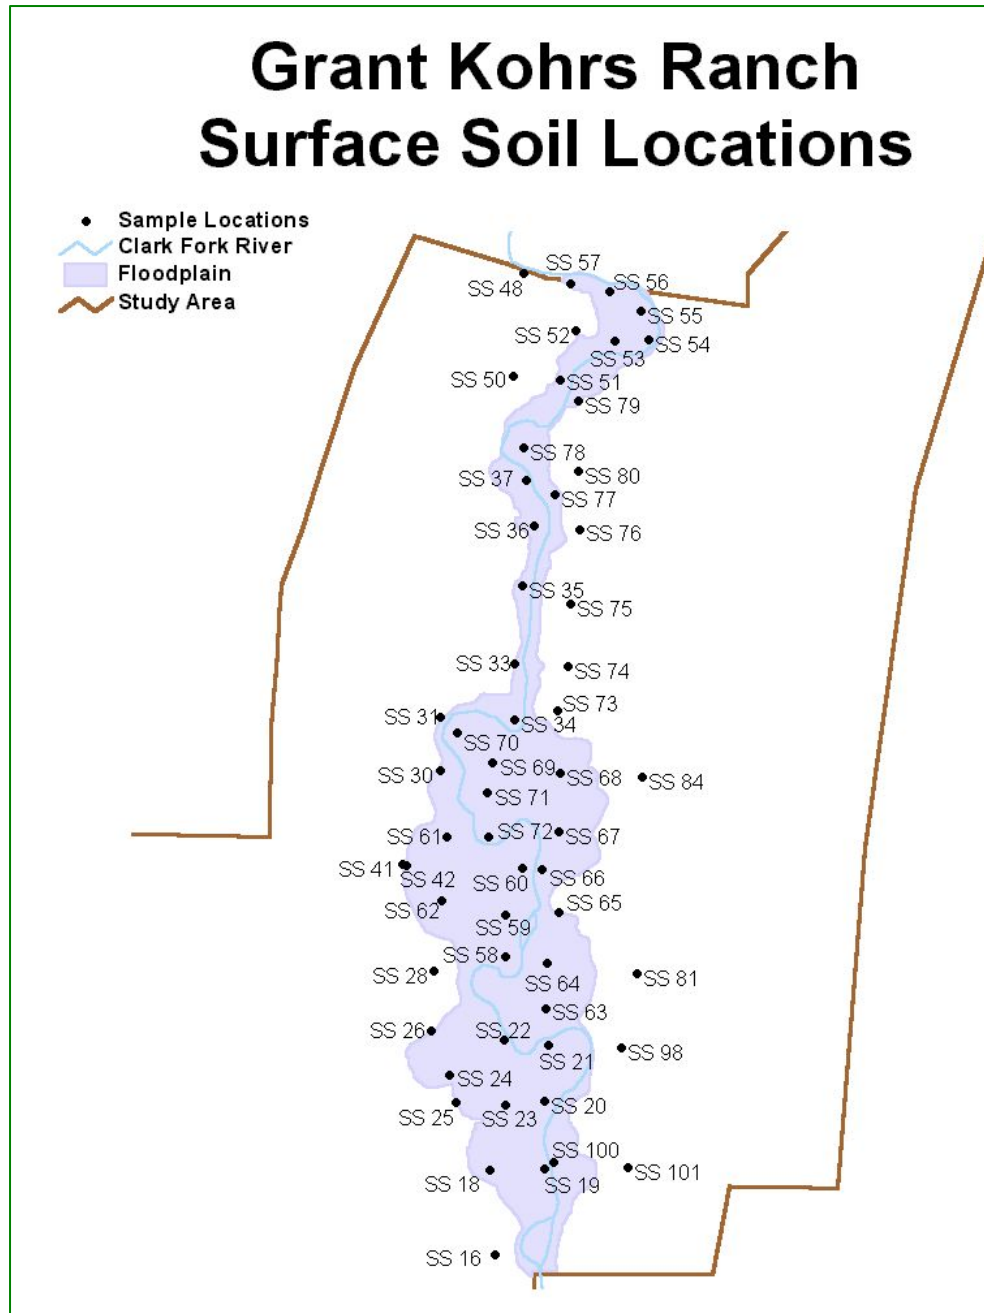 Grant Kohrs Ranch
Surface Soil Locations
Sample Locations
Clark Fork River
Floodplain
Study Area
SS 57
SS 48
SS 56
SS 55
SS 52
SS 53
SS 54
SS 50
SS 51
SS 79
SS 78
SS 37
SS 80
SS 77
SS 36
SS 76
SS 35
SS 75
SS 33
SS 74
SS 73
SS 31
SS 34
SS 70
SS 30
SS 69
SS 68
SS 84
SS 71
SS 61
SS 72
SS 67
SS 41
SS 42
SS 60
SS 66
SS 62
SS 59
SS 65
SS 58
SS 28
SS 64
SS 81
SS 63
SS 26
SS 22
SS 21
SS 98
SS 24
SS 25
SS 23
SS 20
SS 100
SS 18
SS 19
SS 101
SS 16